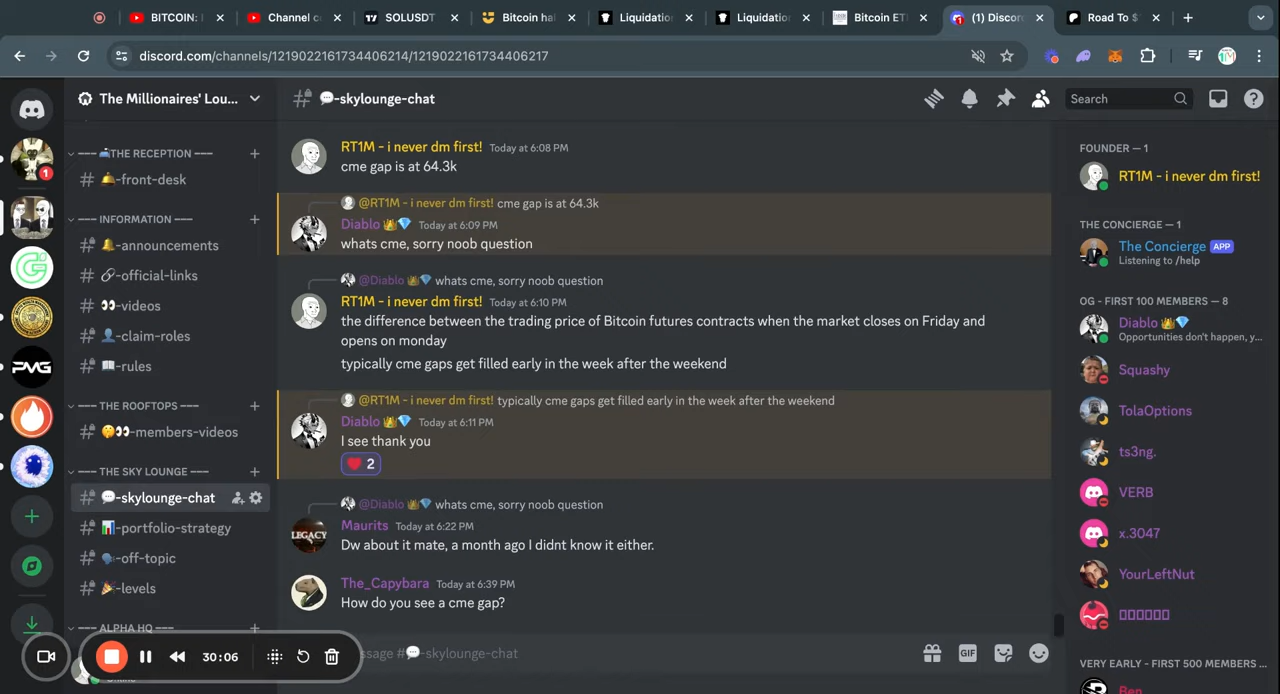 BITCOIN: I
Channel c
SOLUSDT
Bitcoin hal
Liquidation
Liquidation
Bitcoin ET
(1) Discor
Road To $
discord.com/channels/1219022161734406214/1219022161734406217
The Millionaires' Lou...
-skylounge-chat
Search
--- THE RECEPTION ---
-front-desk
--- INFORMATION ---
-announcements
-official-links
-videos
-claim-roles
-rules
--- THE ROOFTOPS ---
-members-videos
--- THE SKY LOUNGE ---
-skylounge-chat
-portfolio-strategy
-off-topic
-levels
ALPHA HQ
30:06
Online
1
RT1M - i never dm first! Today at 6:08 PM
cme gap is at 64.3k
@RT1M - i never dm first! cme gap is at 64.3k
Diablo Today at 6:09 PM
whats cme, sorry noob question
@Diablo whats cme, sorry noob question
RT1M - i never dm first! Today at 6:10 PM
the difference between the trading price of Bitcoin futures contracts when the market closes on Friday and
opens on monday
typically cme gaps get filled early in the week after the weekend
@RT1M - i never dm first! typically cme gaps get filled early in the week after the weekend
Diablo Today at 6:11 PM
I see thank you
2
@Diablo whats cme, sorry noob question
LEGACY
Maurits Today at 6:22 PM
Dw about it mate, a month ago I didnt know it either.
The_Capybara Today at 6:39 PM
How do you see a cme gap?
ssage #-skylounge-chat
GIF
FOUNDER — 1
RT1M - i never dm first!
THE CONCIERGE — 1
The Concierge APP
Listening to /help
OG - FIRST 100 MEMBERS — 8
Diablo
Opportunities don't happen, y...
Squashy
TolaOptions
ts3ng.
VERB
x.3047
YourLeftNut
VERY EARLY - FIRST 500 MEMBERS ...
Ben